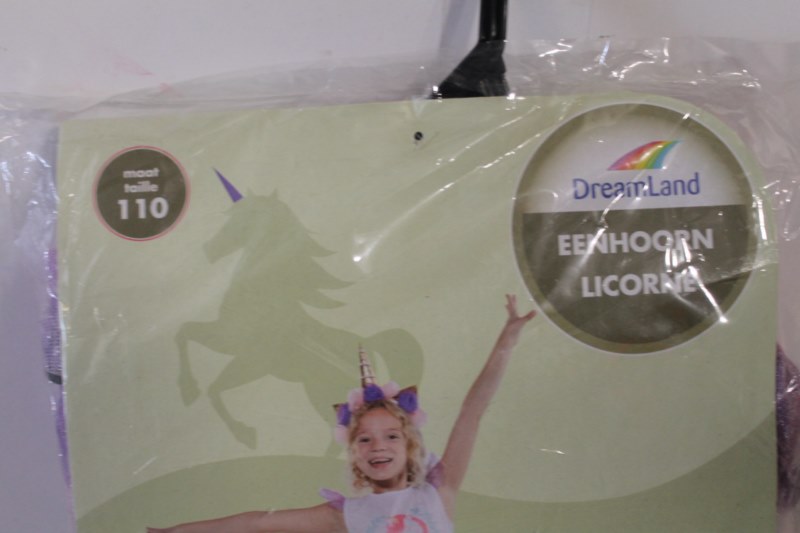 maat
taille
110
DreamLand
EENHOORN
LICORNE